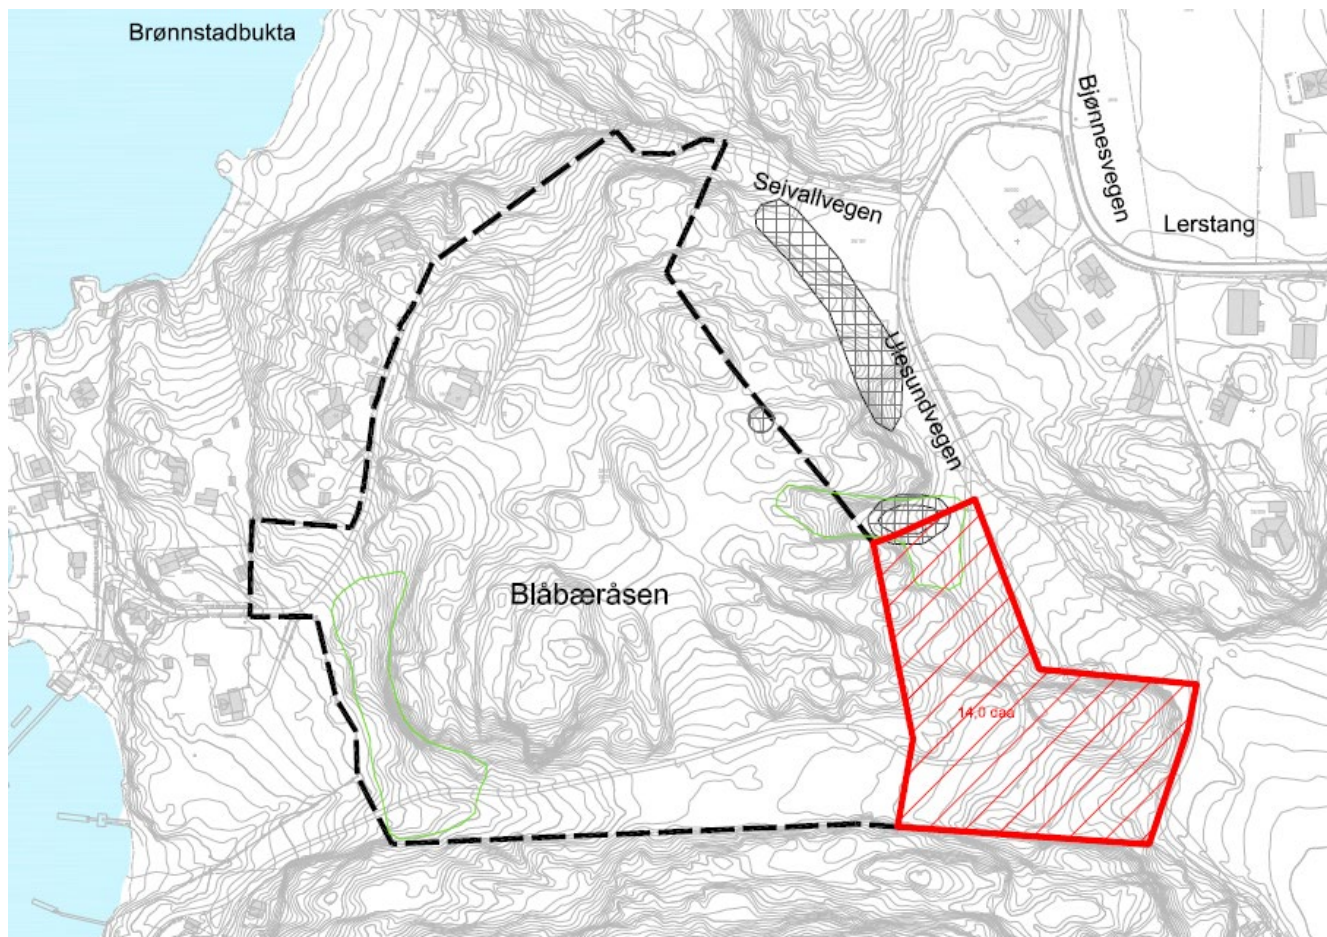 Brønnstadbukta
Bjønnesvegen
Seivallvegen
Lerstang
Ulesundvegen
Blåbæråsen
14,0 daa